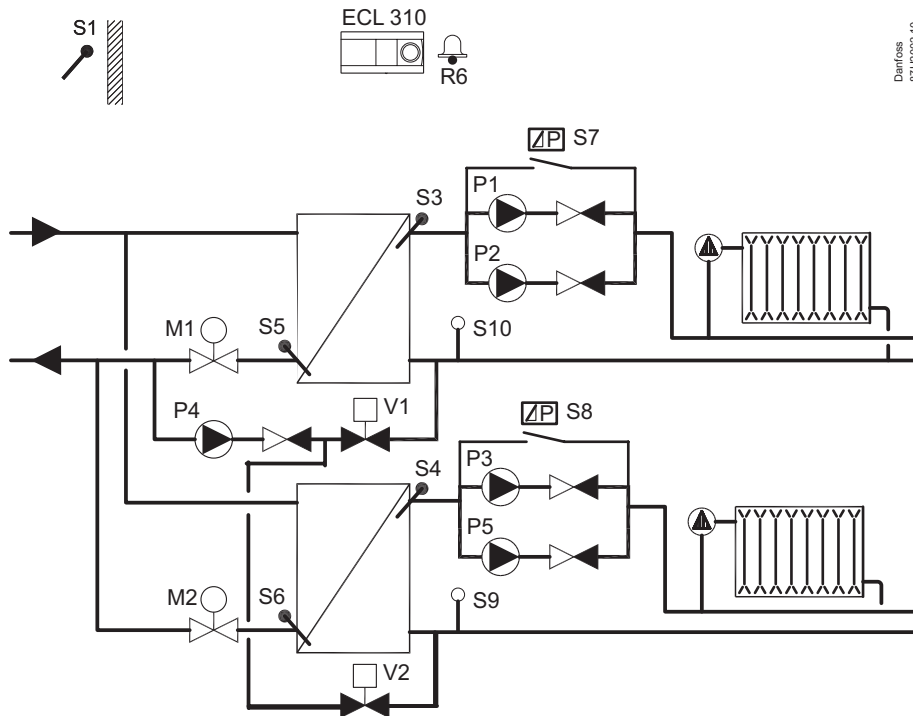 S1
ECL 310
R6
Danfoss
P S7
P1
S3
P2
M1
S5
S10
P4
V1
P S8
P3
S4
P5
M2
S6
S9
V2